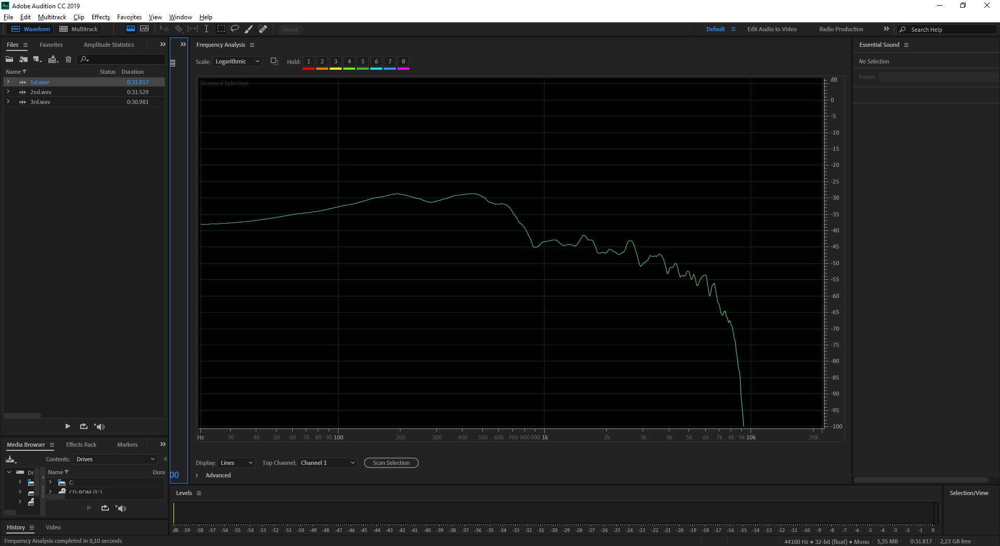 Adobe Audition CC 2019
File Edit Multitrack Clip Effects Favorites View Window Help
Waveform Multitrack Invert Default Edit Audio to Video Radio Production Search Help
Files Favorites Amplitude Statistics
Name Status Duration
1st.wav 0:31.817
2nd.wav 0:31.529
3rd.wav 0:30.981
Frequency Analysis
Scale: Logarithmic Hold: 1 2 3 4 5 6 7 8
Scanned Selection
dB
0
-5
-10
-15
-20
-25
-30
-35
-40
-45
-50
-55
-60
-65
-70
-75
-80
-85
-90
-95
-100
Hz 30 40 50 60 70 80 90 100 200 300 400 500 600 700 800 900 1k 2k 3k 4k 5k 6k 7k 8k 9k 10k 20k
Display: Lines Top Channel: Channel 1 Scan Selection
Advanced
Essential Sound
No Selection
Preset:
Media Browser Effects Rack Markers
Contents: Drives
Dr Name Dura
C:
CD-ROM (E:)
00
Levels
dB -59 -58 -57 -56 -55 -54 -53 -52 -51 -50 -49 -48 -47 -46 -45 -44 -43 -42 -41 -40 -39 -38 -37 -36 -35 -34 -33 -32 -31 -30 -29 -28 -27 -26 -25 -24 -23 -22 -21 -20 -19 -18 -17 -16 -15 -14 -13 -12 -11 -10 -9 -8 -7 -6 -5 -4 -3 -2 -1 0
Selection/View
History Video
Frequency Analysis completed in 0,10 seconds
44100 Hz ● 32-bit (float) ● Mono 5,35 MB 0:31.817 2,23 GB free